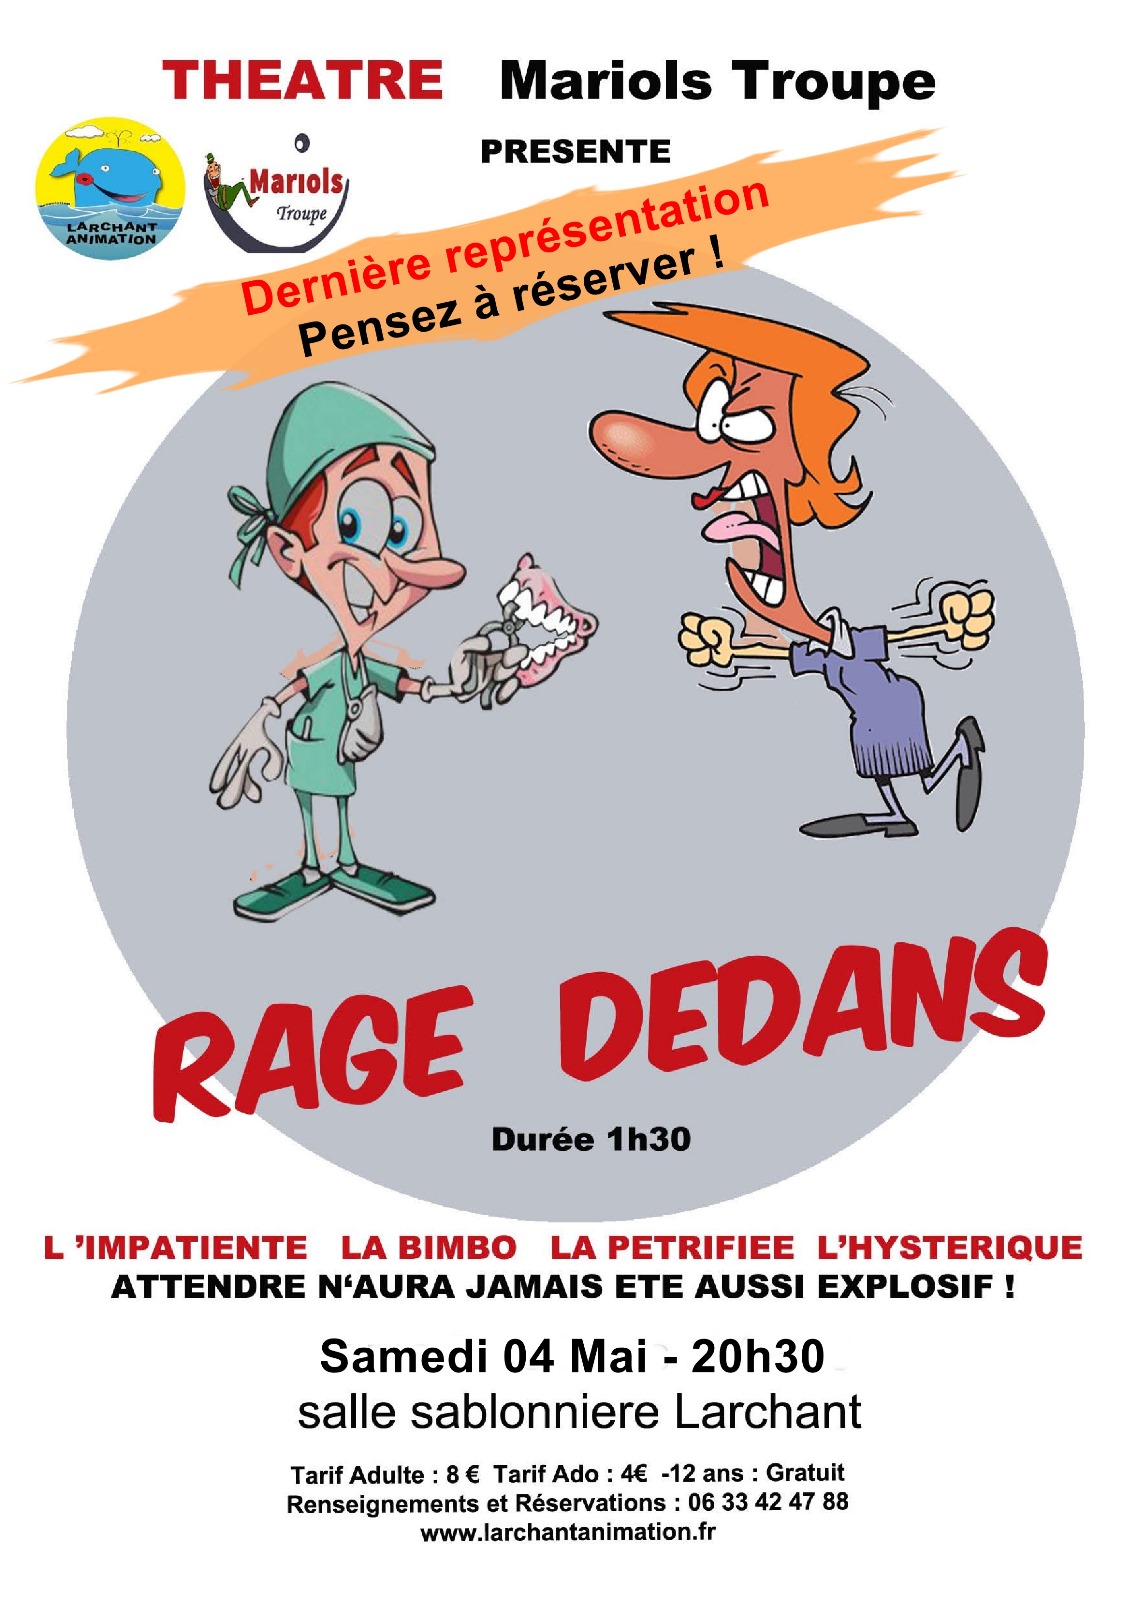 THEATRE Mariols Troupe
PRESENTE
LARCHANT
ANIMATION
Mariols
Troupe
Dernière représentation
Pensez à réserver !
RAGE DEDANS
Durée 1h30
L ’IMPATIENTE LA BIMBO LA PETRIFIEE L’HYSTERIQUE
ATTENDRE N‘AURA JAMAIS ETE AUSSI EXPLOSIF !
Samedi 04 Mai - 20h30
salle sablonniere Larchant
Tarif Adulte : 8 € Tarif Ado : 4€ -12 ans : Gratuit
Renseignements et Réservations : 06 33 42 47 88
www.larchantanimation.fr